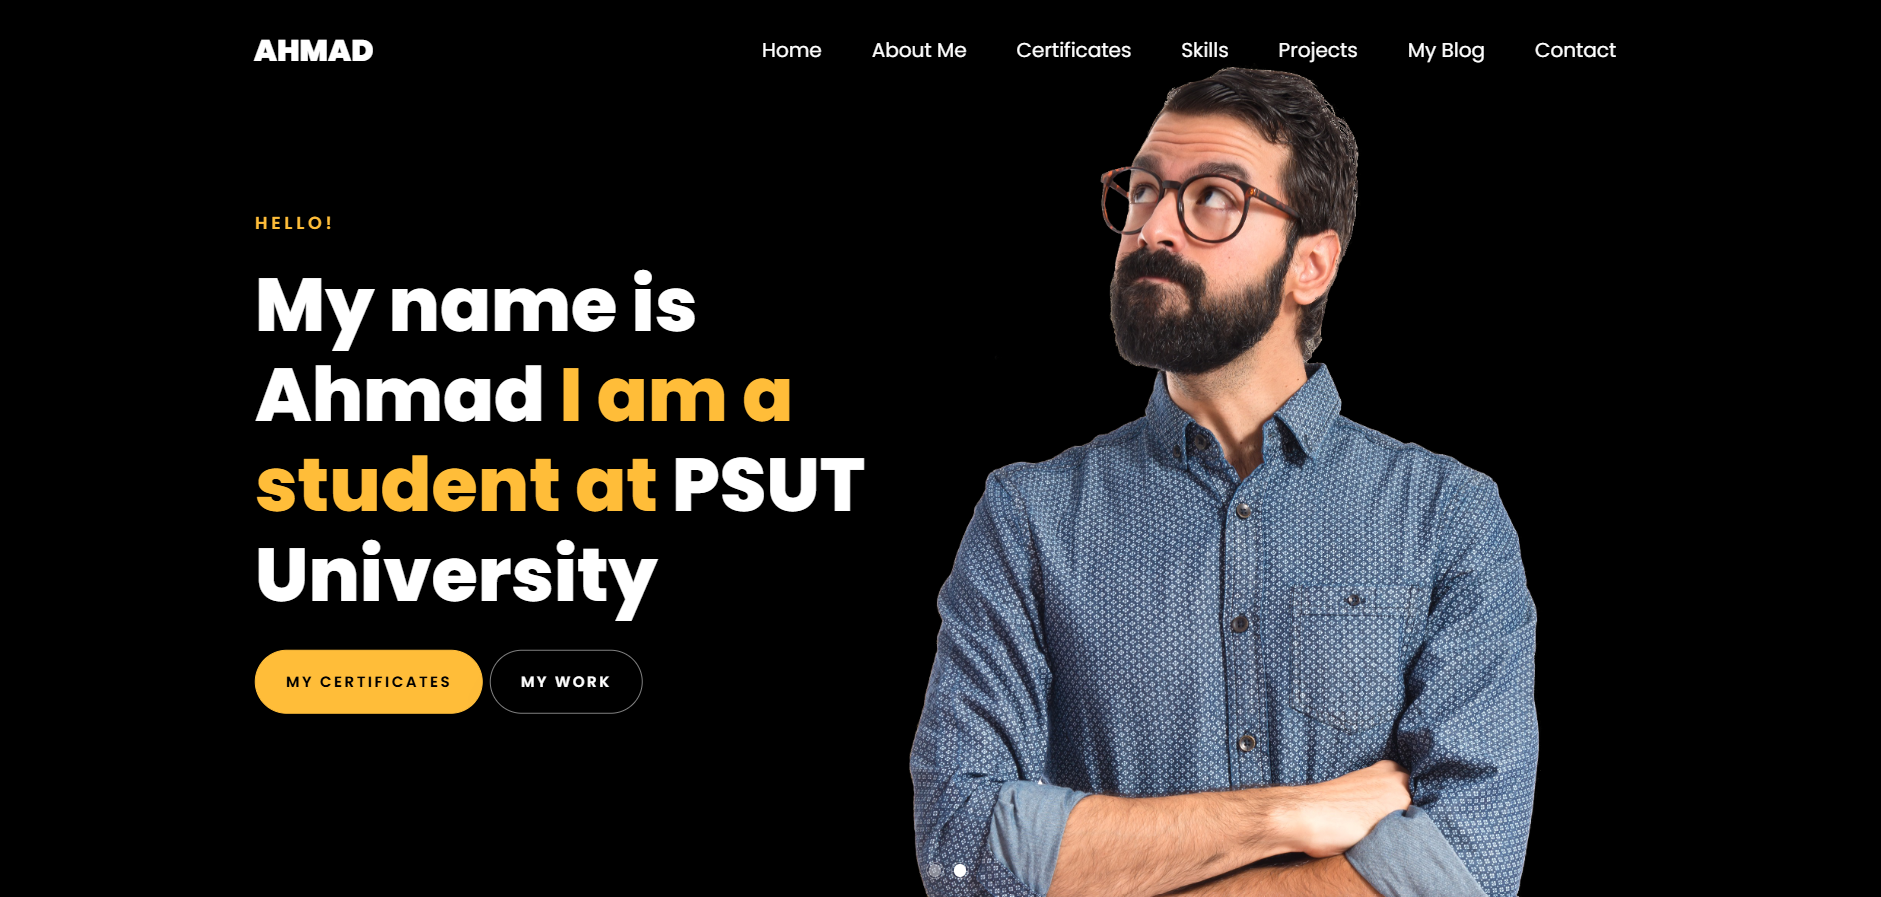 AHMAD
Home About Me Certificates Skills Projects My Blog Contact
HELLO!
My name is
Ahmad I am a
student at PSUT
University
MY CERTIFICATES MY WORK